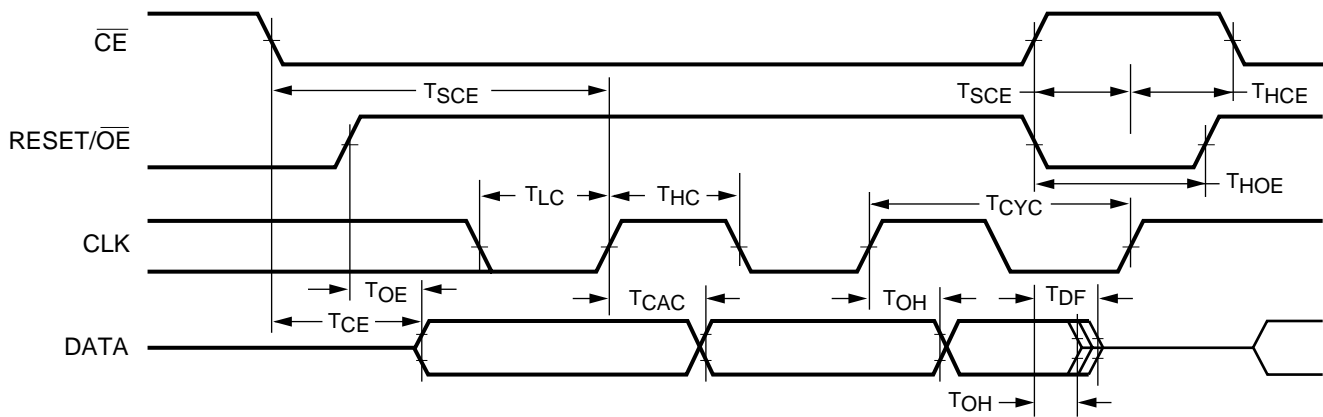 CE
TSCE TSCE THCE
RESET/OE
THOE
TLC THC TCYC
CLK
TOE TCAC TOH TDF
TCE
DATA
TOH